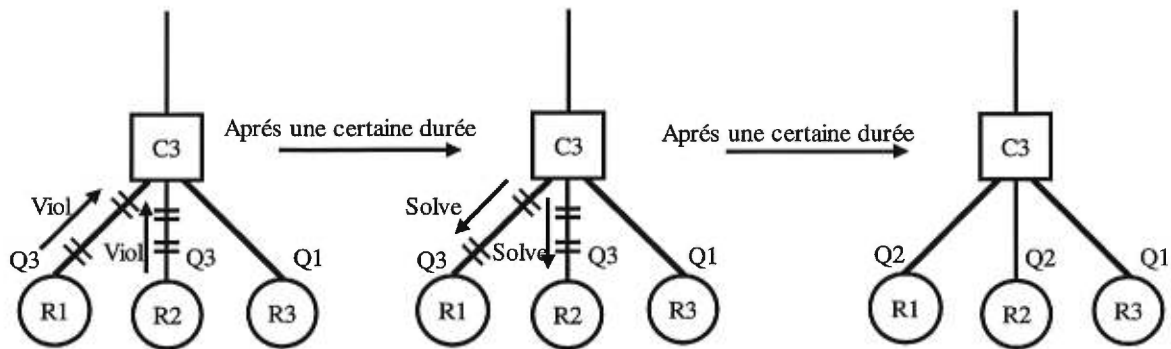 C3
Aprés une certaine durée
Viol
Viol
Q3
Q3
Q1
R1
R2
R3
C3
Aprés une certaine durée
Solve
Solve
Q3
Q3
Q1
R1
R2
R3
C3
Q2
Q2
Q1
R1
R2
R3